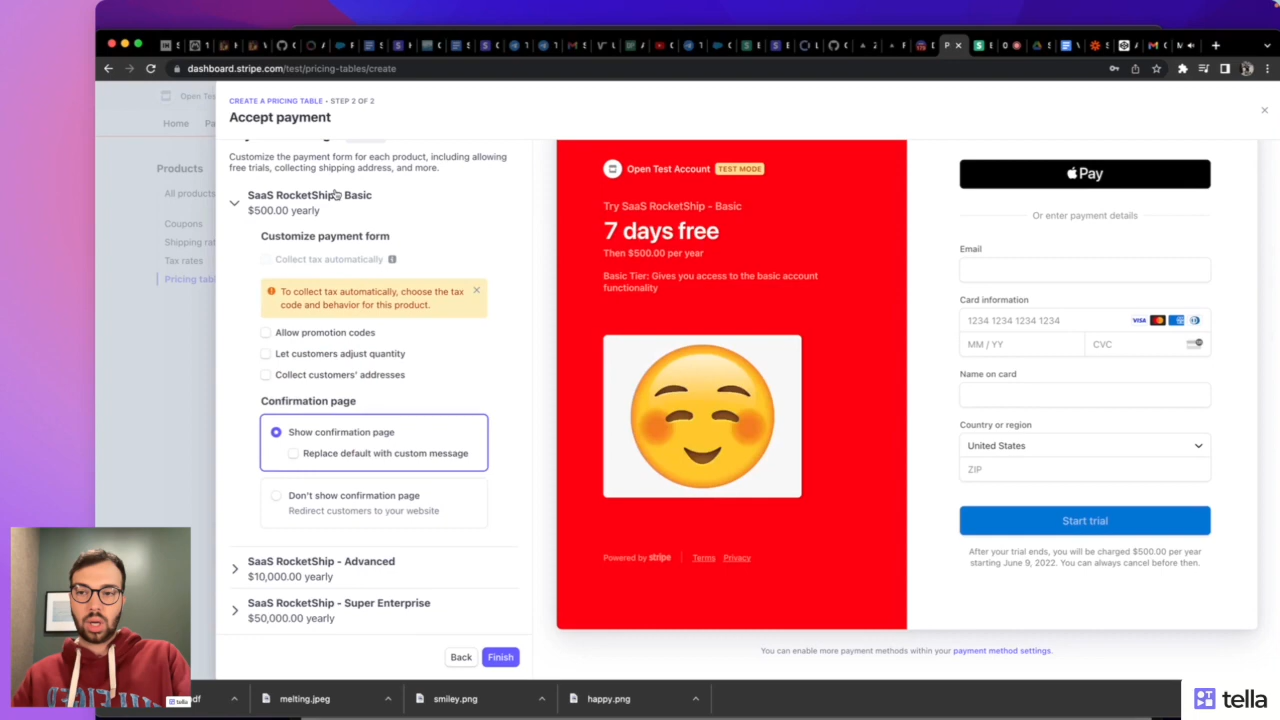 dashboard.stripe.com/test/pricing-tables/create
Open Tes
Home
Pa
Products
All products
Coupons
Shipping rat
Tax rates
Pricing tabl
CREATE A PRICING TABLE • STEP 2 OF 2
Accept payment
Customize the payment form for each product, including allowing
free trials, collecting shipping address, and more.
SaaS RocketShip - Basic
$500.00 yearly
Customize payment form
Collect tax automatically
To collect tax automatically, choose the tax
code and behavior for this product.
Allow promotion codes
Let customers adjust quantity
Collect customers' addresses
Confirmation page
Show confirmation page
Replace default with custom message
Don't show confirmation page
Redirect customers to your website
SaaS RocketShip - Advanced
$10,000.00 yearly
SaaS RocketShip - Super Enterprise
$50,000.00 yearly
Back
Finish
Open Test Account TEST MODE
Try SaaS RocketShip - Basic
7 days free
Then $500.00 per year
Basic Tier: Gives you access to the basic account
functionality
Powered by stripe
Terms
Privacy
Pay
Or enter payment details
Email
Card information
1234 1234 1234 1234
VISA
MM / YY
CVC
Name on card
Country or region
United States
ZIP
Start trial
After your trial ends, you will be charged $500.00 per year
starting June 9, 2022. You can always cancel before then.
You can enable more payment methods within your payment method settings.
tella
df
melting.jpeg
smiley.png
happy.png
tella